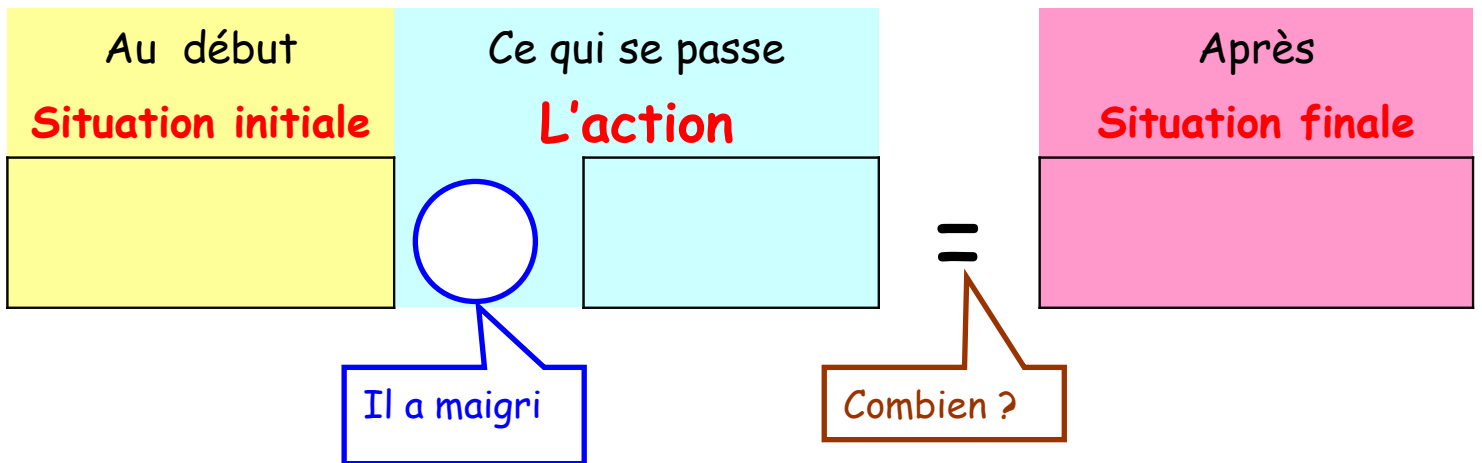 Au début
Situation initiale
Ce qui se passe
L'action
=
Après
Situation finale
Il a maigri
Combien ?